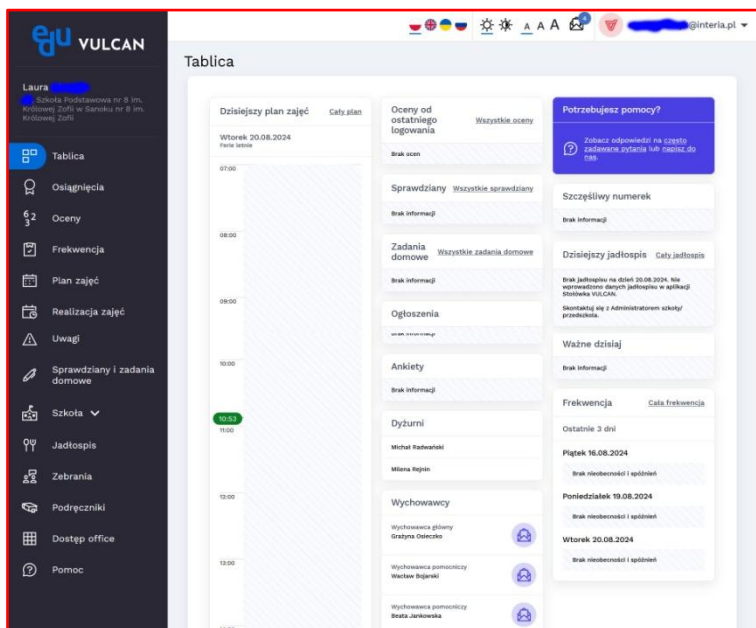 edu VULCAN
@interia.pl
A A A
4
Tablica
Laura
Szkoła Podstawowa nr 8 im.
Królowej Zofii w Sanoku nr 8 im.
Królowej Zofii
Tablica
Osiągnięcia
Oceny
Frekwencja
Plan zajęć
Realizacja zajęć
Uwagi
Sprawdziany i zadania
domowe
Szkoła
Jadłospis
Zebrania
Podręczniki
Dostęp office
Pomoc
Dzisiejszy plan zajęć Cały plan
Wtorek 20.08.2024
Ferie letnie
07:00
08:00
09:00
10:00
10:53
11:00
12:00
13:00
Oceny od
ostatniego
logowania
Wszystkie oceny
Brak ocen
Sprawdziany Wszystkie sprawdziany
Brak informacji
Zadania
domowe
Wszystkie zadania domowe
Brak informacji
Ogłoszenia
Brak informacji
Ankiety
Brak informacji
Dyżurni
Michał Radwański
Milena Rejnin
Wychowawcy
Wychowawca główny
Grażyna Osieczko
Wychowawca pomocniczy
Wacław Bojarski
Wychowawca pomocniczy
Beata Jankowska
Potrzebujesz pomocy?
Zobacz odpowiedzi na często
zadawane pytania lub napisz do
nas.
Szczęśliwy numerek
Brak informacji
Dzisiejszy jadłospis Cały jadłospis
Brak jadłospisu na dzień 20.08.2024. Nie
wprowadzono danych jadłospisu w aplikacji
Stołówka VULCAN.
Skontaktuj się z Administratorem szkoły/
przedszkola.
Ważne dzisiaj
Brak informacji
Frekwencja Cała frekwencja
Ostatnie 3 dni
Piątek 16.08.2024
Brak nieobecności i spóźnień
Poniedziałek 19.08.2024
Brak nieobecności i spóźnień
Wtorek 20.08.2024
Brak nieobecności i spóźnień